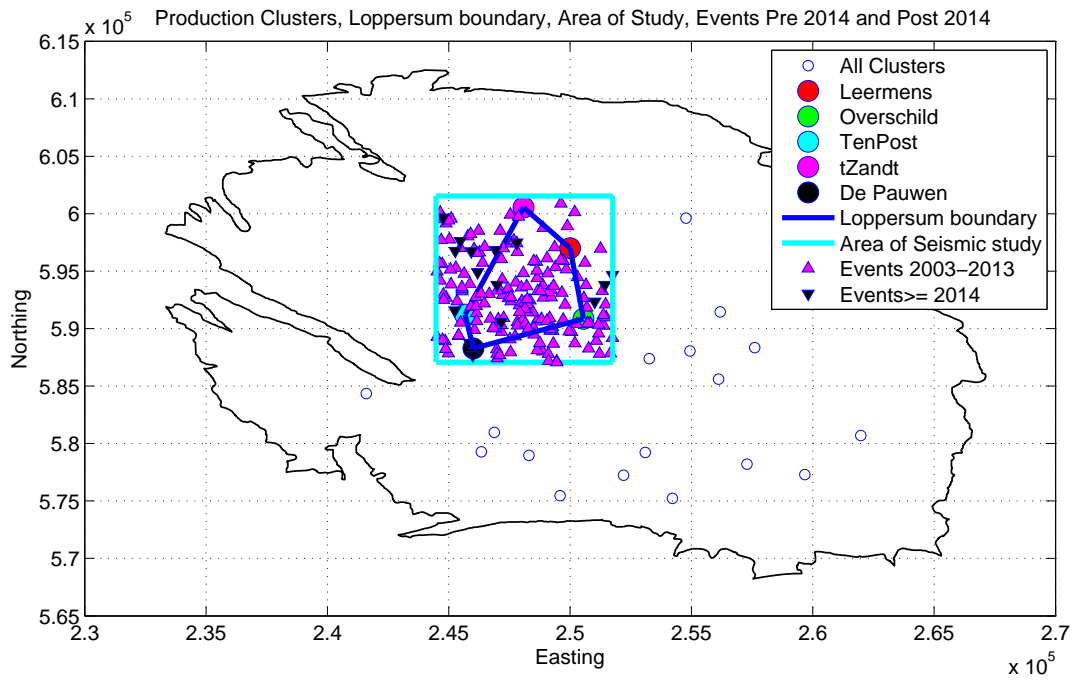 Production Clusters, Loppersum boundary, Area of Study, Events Pre 2014 and Post 2014
x 10^5
6.15
6.11
6.05
6
5.95
5.9
5.85
5.8
5.75
5.7
5.65
Northing
2.3
2.35
2.4
2.45
2.5
2.55
2.6
2.65
2.7
Easting
x 10^5
All Clusters
Leermens
Overschild
TenPost
tZandt
De Pauwen
Loppersum boundary
Area of Seismic study
Events 2003−2013
Events>= 2014